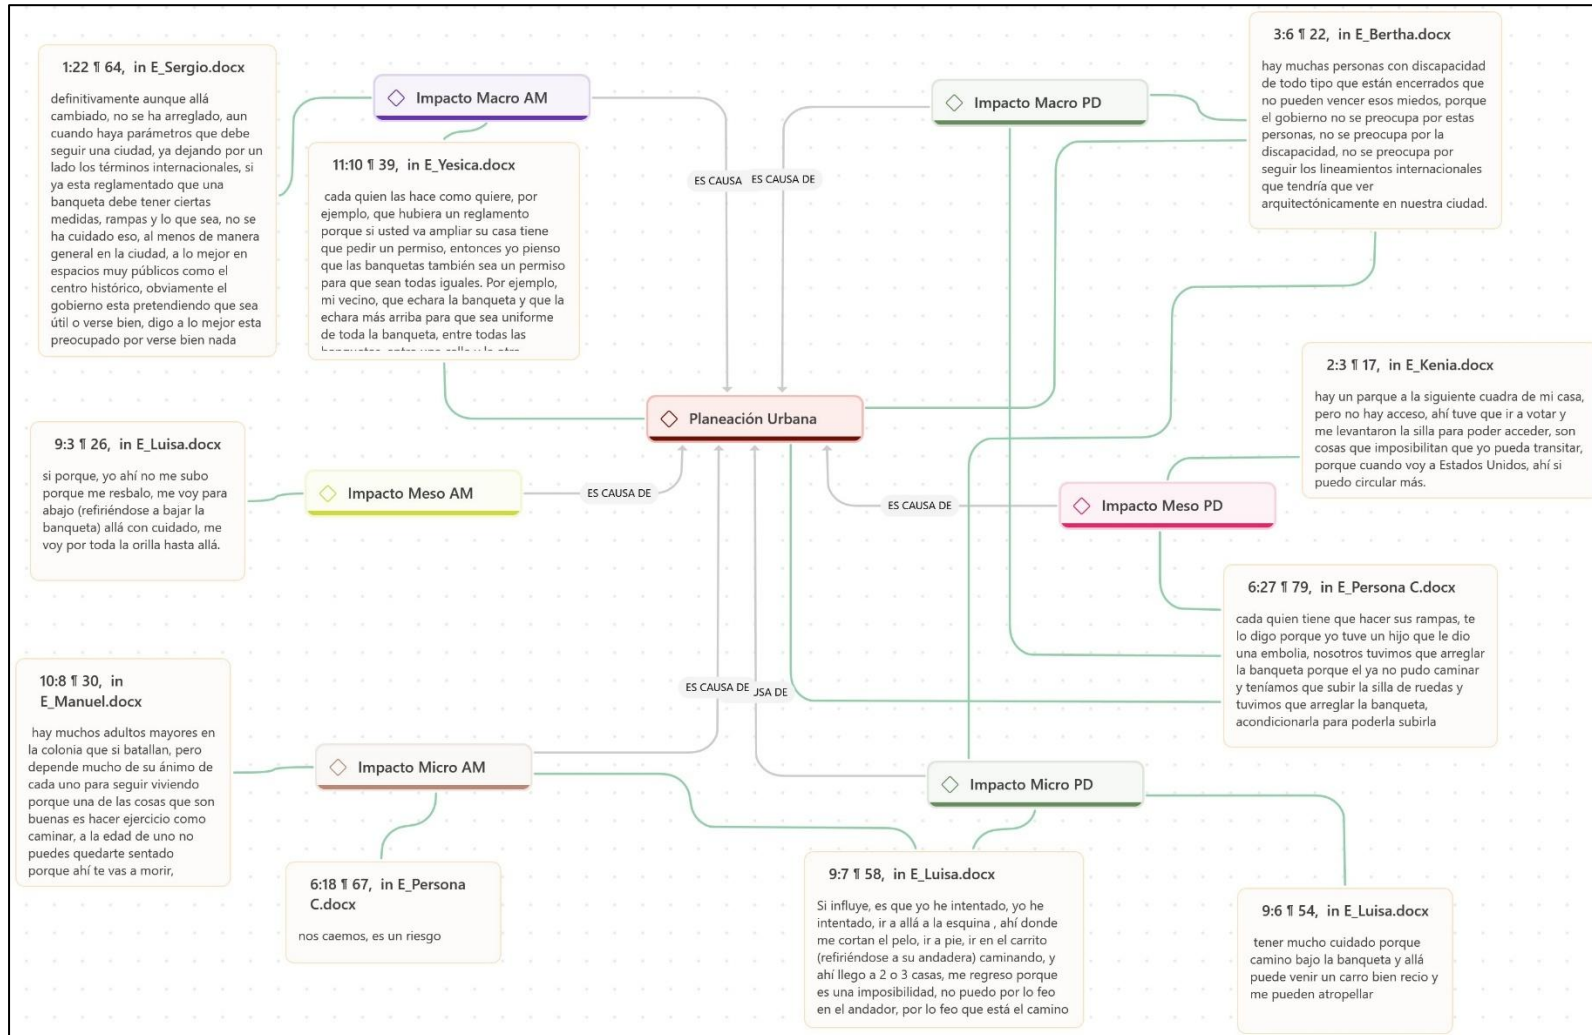 1:22 ¶ 64, in E_Sergio.docx
definitivamente aunque allá
cambiado, no se ha arreglado, aun
cuando haya parámetros que debe
seguir una ciudad, ya dejando por un
lado los términos internacionales, si
ya esta reglamentado que una
banqueta debe tener ciertas
medidas, rampas y lo que sea, no se
ha cuidado eso, al menos de manera
general en la ciudad, a lo mejor en
espacios muy públicos como el
centro histórico, obviamente el
gobierno esta pretendiendo que sea
útil o verse bien, digo a lo mejor esta
preocupado por verse bien nada
Impacto Macro AM
11:10 ¶ 39, in E_Yesica.docx
cada quien las hace como quiere, por
ejemplo, que hubiera un reglamento
porque si usted va ampliar su casa tiene
que pedir un permiso, entonces yo pienso
que las banquetas también sea un permiso
para que sean todas iguales. Por ejemplo,
mi vecino, que echara la banqueta y que la
echara más arriba para que sea uniforme
de toda la banqueta, entre todas las
ES CAUSA
ES CAUSA DE
Impacto Macro PD
3:6 ¶ 22, in E_Bertha.docx
hay muchas personas con discapacidad
de todo tipo que están encerrados que
no pueden vencer esos miedos, porque
el gobierno no se preocupa por estas
personas, no se preocupa por la
discapacidad, no se preocupa por
seguir los lineamientos internacionales
que tendría que ver
arquitectónicamente en nuestra ciudad.
Planeación Urbana
2:3 ¶ 17, in E_Kenia.docx
hay un parque a la siguiente cuadra de mi casa,
pero no hay acceso, ahí tuve que ir a votar y
me levantaron la silla para poder acceder, son
cosas que imposibilitan que yo pueda transitar,
porque cuando voy a Estados Unidos, ahí si
puedo circular más.
9:3 ¶ 26, in E_Luisa.docx
si porque, yo ahí no me subo
porque me resbalo, me voy para
abajo (refiriéndose a bajar la
banqueta) allá con cuidado, me
voy por toda la orilla hasta allá.
Impacto Meso AM
ES CAUSA DE
ES CAUSA DE
Impacto Meso PD
6:27 ¶ 79, in E_Persona C.docx
cada quien tiene que hacer sus rampas, te
lo digo porque yo tuve un hijo que le dio
una embolia, nosotros tuvimos que arreglar
la banqueta porque el ya no pudo caminar
y teníamos que subir la silla de ruedas y
tuvimos que arreglar la banqueta,
acondicionarla para poderla subirla
10:8 ¶ 30, in
E_Manuel.docx
hay muchos adultos mayores en
la colonia que si batallan, pero
depende mucho de su ánimo de
cada uno para seguir viviendo
porque una de las cosas que son
buenas es hacer ejercicio como
caminar, a la edad de uno no
puedes quedarte sentado
porque ahí te vas a morir,
ES CAUSA DE
USA DE
Impacto Micro AM
Impacto Micro PD
6:18 ¶ 67, in E_Persona
C.docx
nos caemos, es un riesgo
9:7 ¶ 58, in E_Luisa.docx
Si influye, es que yo he intentado, yo he
intentado, ir a allá a la esquina , ahí donde
me cortan el pelo, ir a pie, ir en el carrito
(refiriéndose a su andadera) caminando, y
ahí llego a 2 o 3 casas, me regreso porque
es una imposibilidad, no puedo por lo feo
en el andador, por lo feo que está el camino
9:6 ¶ 54, in E_Luisa.docx
tener mucho cuidado porque
camino bajo la banqueta y allá
puede venir un carro bien recio y
me pueden atropellar